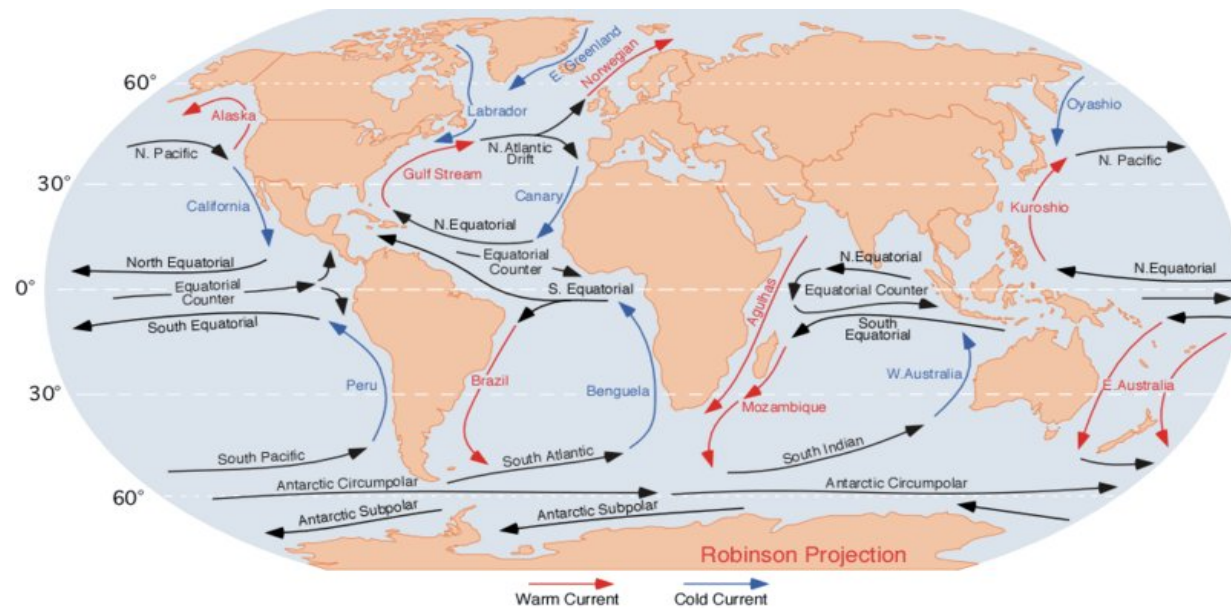 E. Greenland
Norwegian
60°
Labrador
Oyashio
Alaska
N. Pacific
N.Atlantic
Drift
N. Pacific
Gulf Stream
30°
Canary
California
Kuroshio
N.Equatorial
North Equatorial
Equatorial
Counter
N.Equatorial
N.Equatorial
Equatorial
Counter
0°
S. Equatorial
Equatorial Counter
South Equatorial
South
Equatorial
Agulhas
Peru
Brazil
Benguela
W.Australia
E.Australia
30°
Mozambique
South Pacific
South Atlantic
South Indian
Antarctic Circumpolar
Antarctic Circumpolar
60°
Antarctic Subpolar
Antarctic Subpolar
Robinson Projection
Warm Current
Cold Current